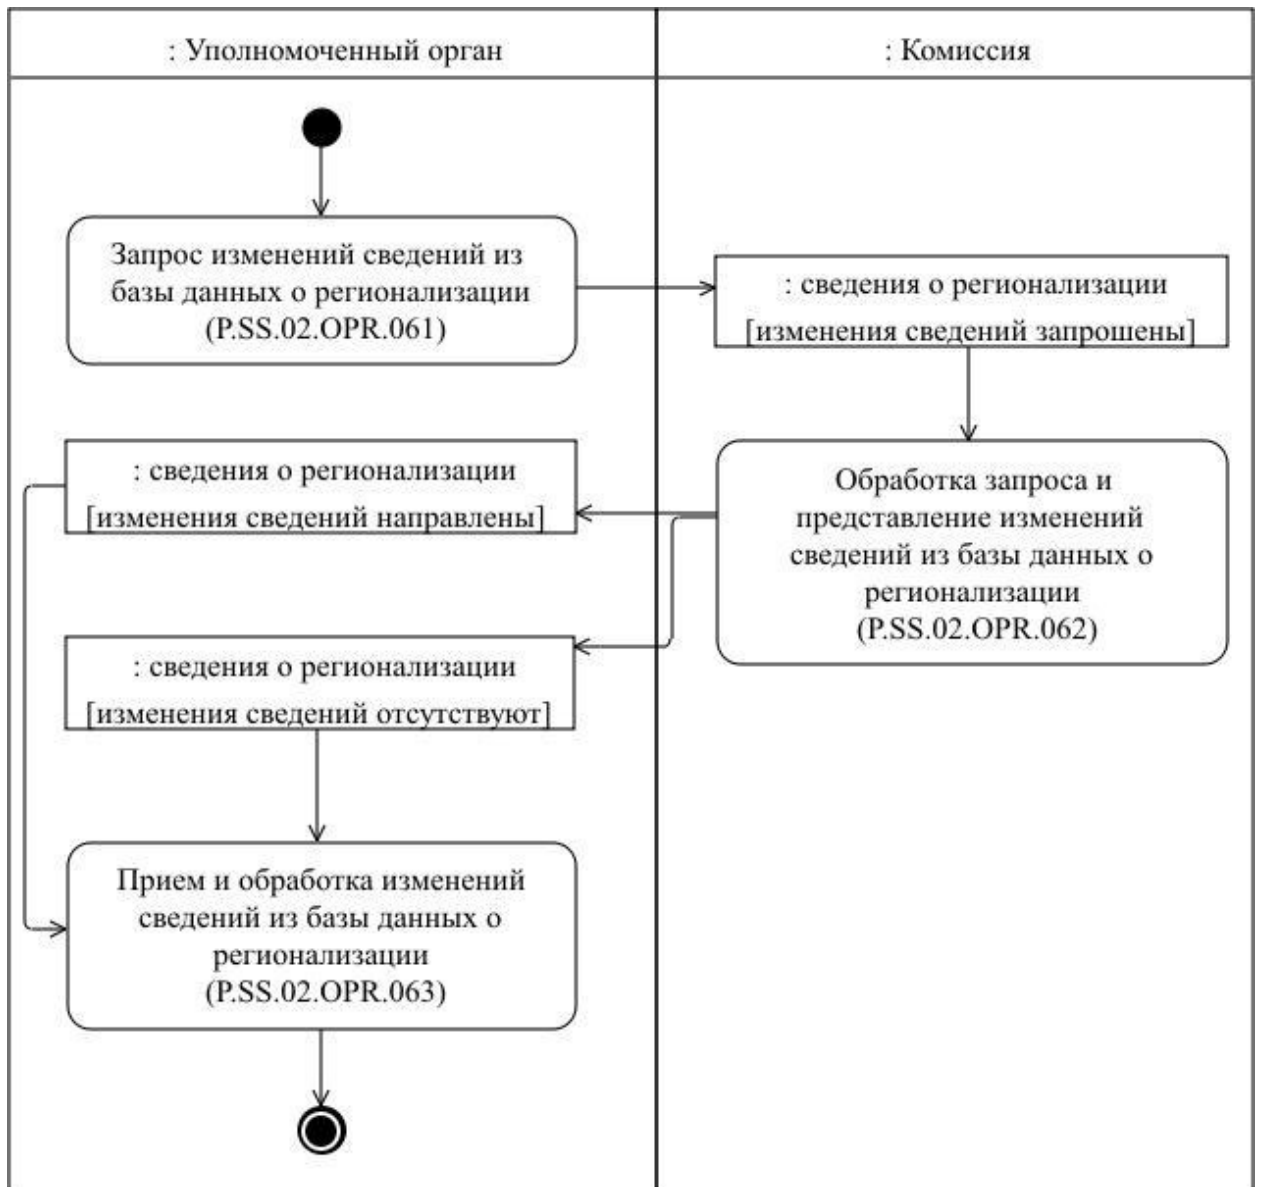 : Уполномоченный орган
: Комиссия
Запрос изменений сведений из
базы данных о регионализации
(P.SS.02.OPR.061)
: сведения о регионализации
[изменения сведений запрошены]
: сведения о регионализации
[изменения сведений направлены]
Обработка запроса и
представление изменений
сведений из базы данных о
регионализации
(P.SS.02.OPR.062)
: сведения о регионализации
[изменения сведений отсутствуют]
Прием и обработка изменений
сведений из базы данных о
регионализации
(P.SS.02.OPR.063)